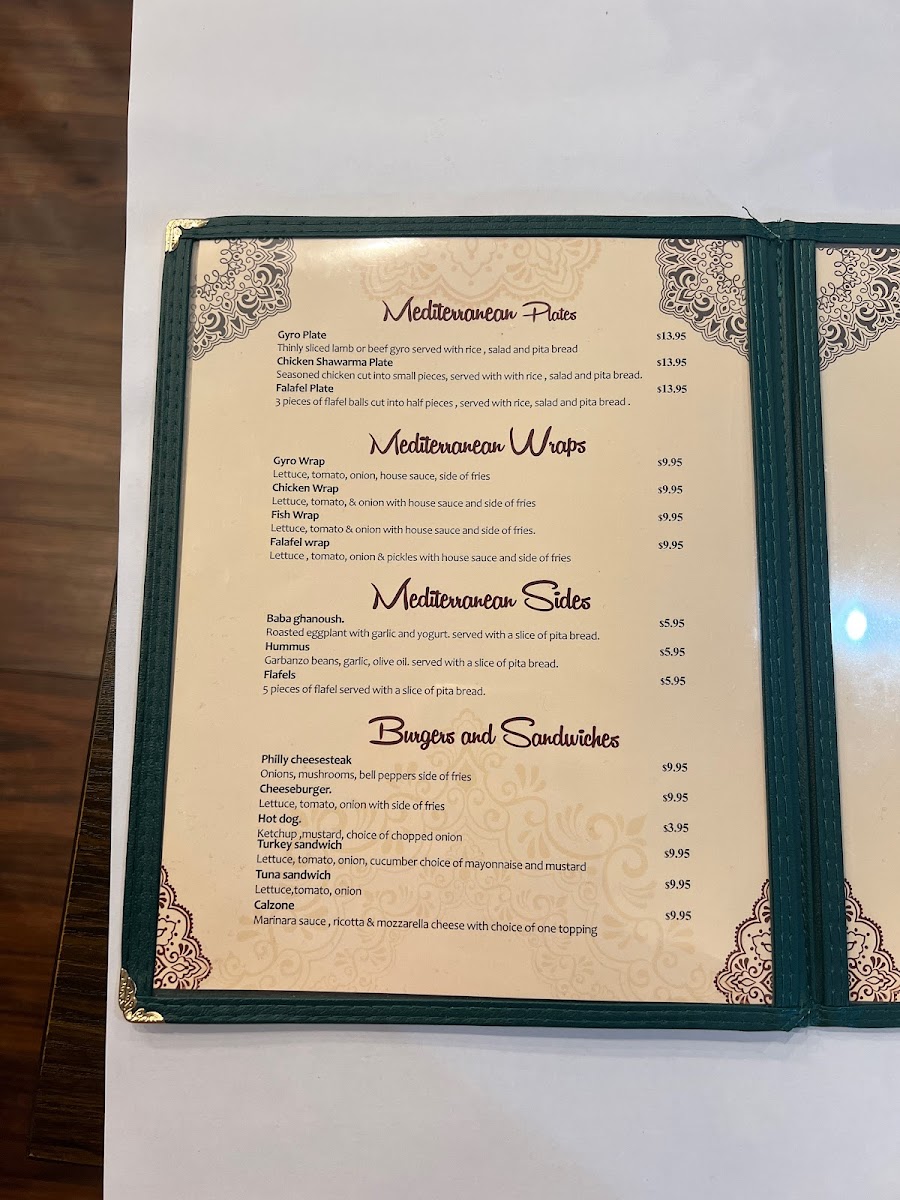 Mediterranean Plates
Gyro Plate $13.95
Thinly sliced lamb or beef gyro served with rice , salad and pita bread
Chicken Shawarma Plate $13.95
Seasoned chicken cut into small pieces, served with with rice , salad and pita bread.
Falafel Plate $13,95
3 pieces of flafel balls cut into half pieces , served with rice, salad and pita bread .
Mediterranean Wraps
Gyro Wrap $9.95
Lettuce, tomato, onion, house sauce, side of fries
Chicken Wrap $9.95
Lettuce, tomato, & onion with house sauce and side of fries
Fish Wrap $9.95
Lettuce, tomato & onion with house sauce and side of fries.
Falafel wrap $9.95
Lettuce , tomato, onion & pickles with house sauce and side of fries
Mediterranean Sides
Baba ghanoush. $5.95
Roasted eggplant with garlic and yogurt. served with a slice of pita bread.
Hummus $5.95
Garbanzo beans, garlic, olive oil. served with a slice of pita bread.
Flafels $5.95
5 pieces of flafel served with a slice of pita bread.
Burgers and Sandwiches
Philly cheesesteak $9.95
Onions, mushrooms, bell peppers side of fries
Cheeseburger. $9.95
Lettuce, tomato, onion with side of fries
Hot dog. $3.95
Ketchup ,mustard, choice of chopped onion
Turkey sandwich $9.95
Lettuce, tomato, onion, cucumber choice of mayonnaise and mustard
Tuna sandwich $9.95
Lettuce,tomato, onion
Calzone $9.95
Marinara sauce , ricotta & mozzarella cheese with choice of one topping